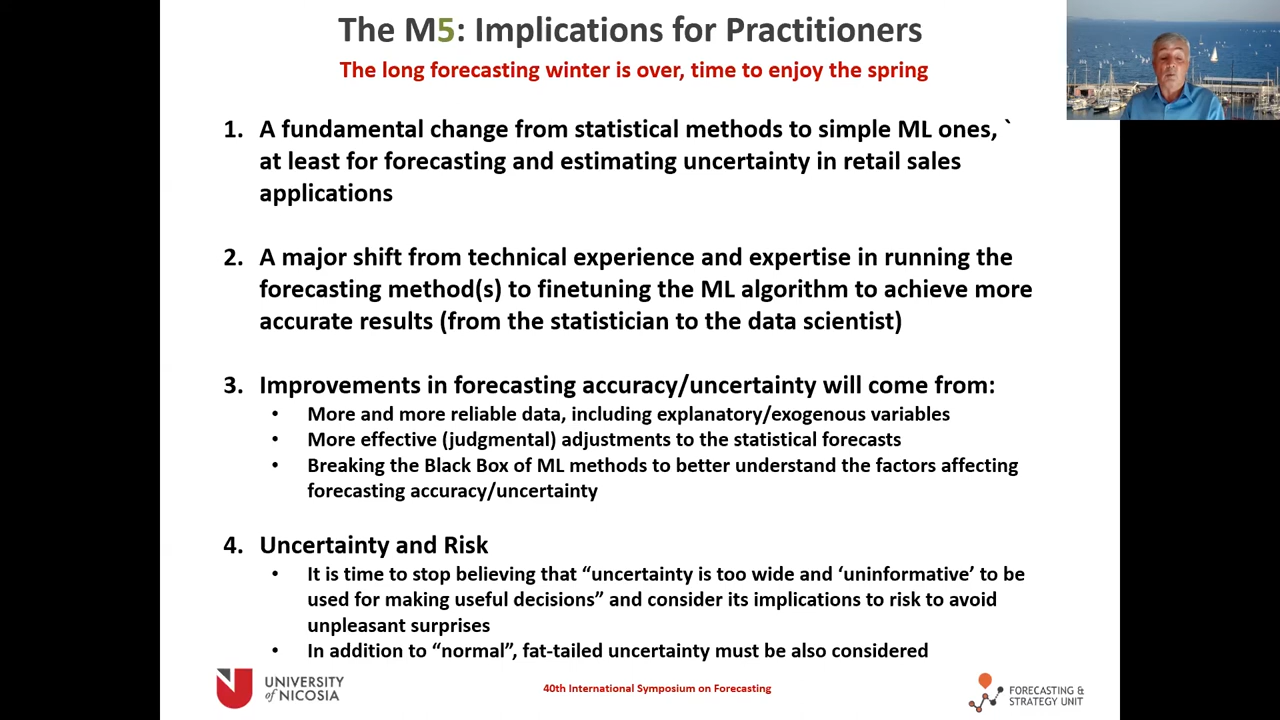 The M5: Implications for Practitioners
The long forecasting winter is over, time to enjoy the spring
1. A fundamental change from statistical methods to simple ML ones, `
at least for forecasting and estimating uncertainty in retail sales
applications
2. A major shift from technical experience and expertise in running the
forecasting method(s) to finetuning the ML algorithm to achieve more
accurate results (from the statistician to the data scientist)
3. Improvements in forecasting accuracy/uncertainty will come from:
• More and more reliable data, including explanatory/exogenous variables
• More effective (judgmental) adjustments to the statistical forecasts
• Breaking the Black Box of ML methods to better understand the factors affecting
forecasting accuracy/uncertainty
4. Uncertainty and Risk
• It is time to stop believing that “uncertainty is too wide and ‘uninformative’ to be
used for making useful decisions” and consider its implications to risk to avoid
unpleasant surprises
• In addition to “normal”, fat-tailed uncertainty must be also considered
UNIVERSITY
of NICOSIA
40th International Symposium on Forecasting
FORECASTING &
STRATEGY UNIT